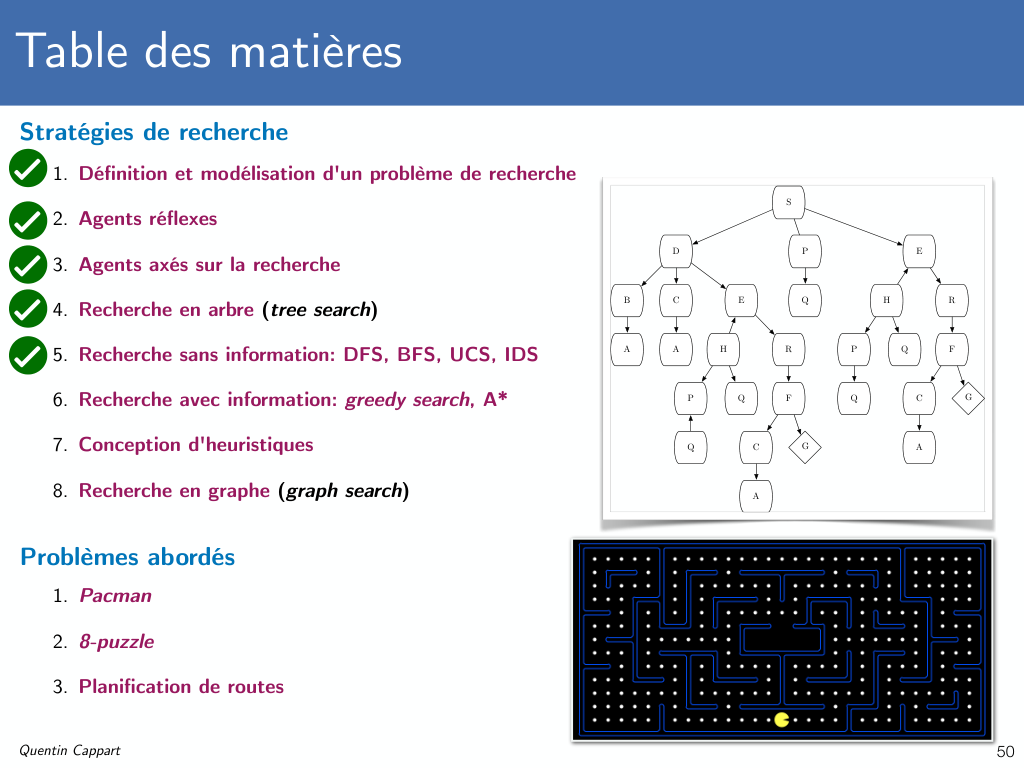 Table des matières
Stratégies de recherche
1. Définition et modélisation d'un problème de recherche
2. Agents réflexes
3. Agents axés sur la recherche
4. Recherche en arbre (tree search)
5. Recherche sans information: DFS, BFS, UCS, IDS
6. Recherche avec information: greedy search, A*
7. Conception d'heuristiques
8. Recherche en graphe (graph search)
S
D P E
B C E Q H R
A A H R P Q F
P Q F Q C G
Q C G A
A
Problèmes abordés
1. Pacman
2. 8-puzzle
3. Planification de routes
Quentin Cappart
50